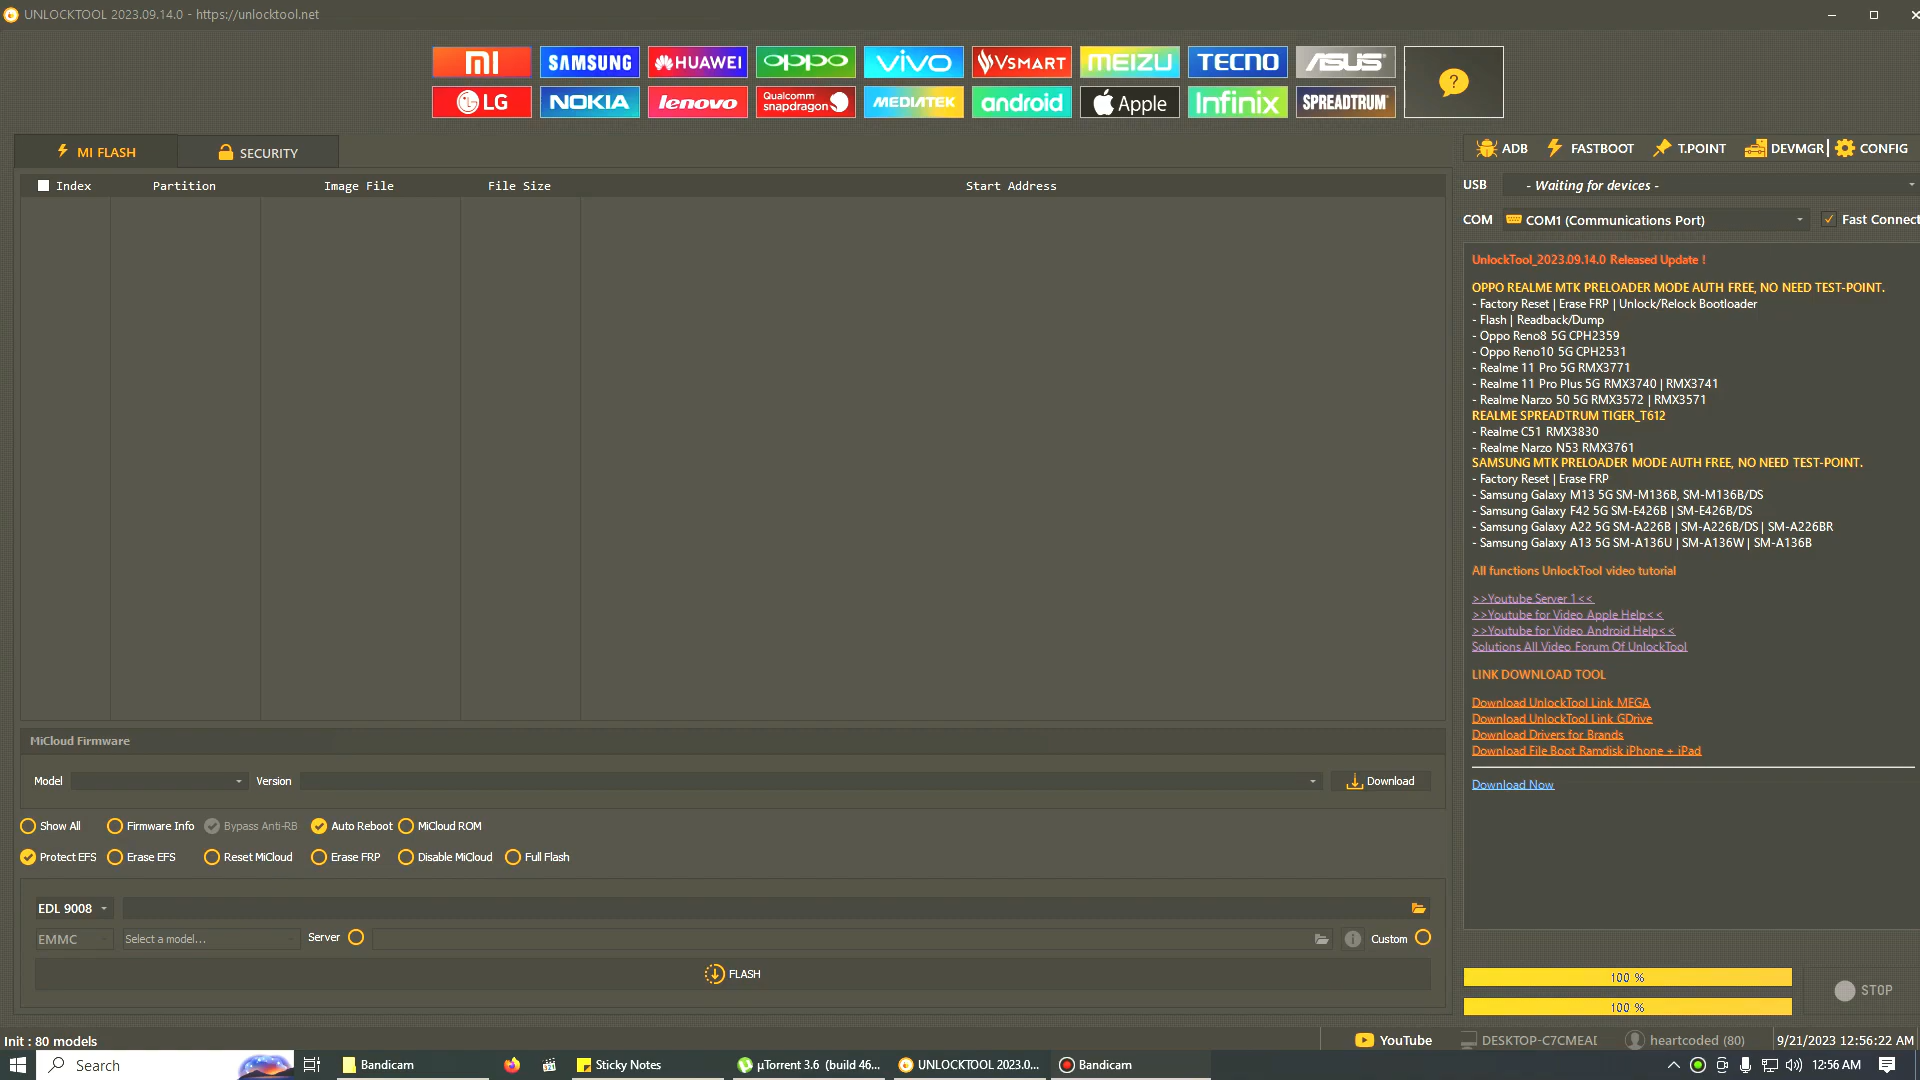 UNLOCKTOOL 2023.09.14.0 - https://unlocktool.net
MI SAMSUNG HUAWEI oppo vivo VSMART MEIZU TECNO ASUS ?
LG NOKIA lenovo Qualcomm snapdragon MEDIATEK android Apple Infinix SPREADTRUM
MI FLASH SECURITY
ADB FASTBOOT T.POINT DEVMGR CONFIG
Index Partition Image File File Size Start Address
USB - Waiting for devices -
COM COM1 (Communications Port) Fast Connect
UnlockTool_2023.09.14.0 Released Update !
OPPO REALME MTK PRELOADER MODE AUTH FREE, NO NEED TEST-POINT.
- Factory Reset | Erase FRP | Unlock/Relock Bootloader
- Flash | Readback/Dump
- Oppo Reno8 5G CPH2359
- Oppo Reno10 5G CPH2531
- Realme 11 Pro 5G RMX3771
- Realme 11 Pro Plus 5G RMX3740 | RMX3741
- Realme Narzo 50 5G RMX3572 | RMX3571
REALME SPREADTRUM TIGER_T612
- Realme C51 RMX3830
- Realme Narzo N53 RMX3761
SAMSUNG MTK PRELOADER MODE AUTH FREE, NO NEED TEST-POINT.
- Factory Reset | Erase FRP
- Samsung Galaxy M13 5G SM-M136B, SM-M136B/DS
- Samsung Galaxy F42 5G SM-E426B | SM-E426B/DS
- Samsung Galaxy A22 5G SM-A226B | SM-A226B/DS | SM-A226BR
- Samsung Galaxy A13 5G SM-A136U | SM-A136W | SM-A136B
All functions UnlockTool video tutorial
>>Youtube Server 1<<
>>Youtube for Video Apple Help<<
>>Youtube for Video Android Help<<
Solutions All Video Forum Of UnlockTool
LINK DOWNLOAD TOOL
Download UnlockTool Link MEGA
Download UnlockTool Link GDrive
Download Drivers for Brands
Download File Boot Ramdisk iPhone + iPad
Download Now
MiCloud Firmware
Model Version Download
Show All Firmware Info Bypass Anti-RB Auto Reboot MiCloud ROM
Protect EFS Erase EFS Reset MiCloud Erase FRP Disable MiCloud Full Flash
EDL 9008
EMMC Select a model... Server Custom
FLASH
100 %
100 %
STOP
Init : 80 models
YouTube DESKTOP-C7CMEAI heartcoded (80) 9/21/2023 12:56:22 AM
Search Bandicam Sticky Notes µTorrent 3.6 (build 46... UNLOCKTOOL 2023.0... Bandicam 12:56 AM